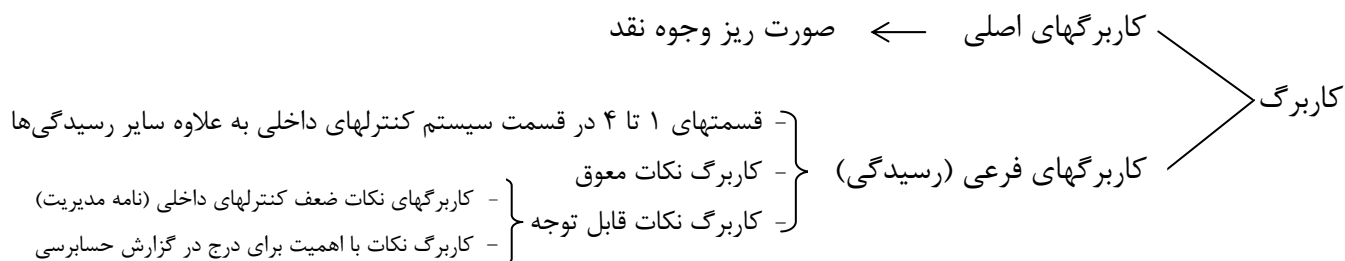 کاربرگهای اصلی ← صورت ریز وجوه نقد
کاربرگ
- قسمتهای ۱ تا ۴ در قسمت سیستم کنترلهای داخلی به علاوه سایر رسیدگی‌ها
کاربرگهای فرعی (رسیدگی)
- کاربرگ نکات معوق
- کاربرگ نکات قابل توجه
- کاربرگهای نکات ضعف کنترلهای داخلی (نامه مدیریت)
- کاربرگ نکات با اهمیت برای درج در گزارش حسابرسی